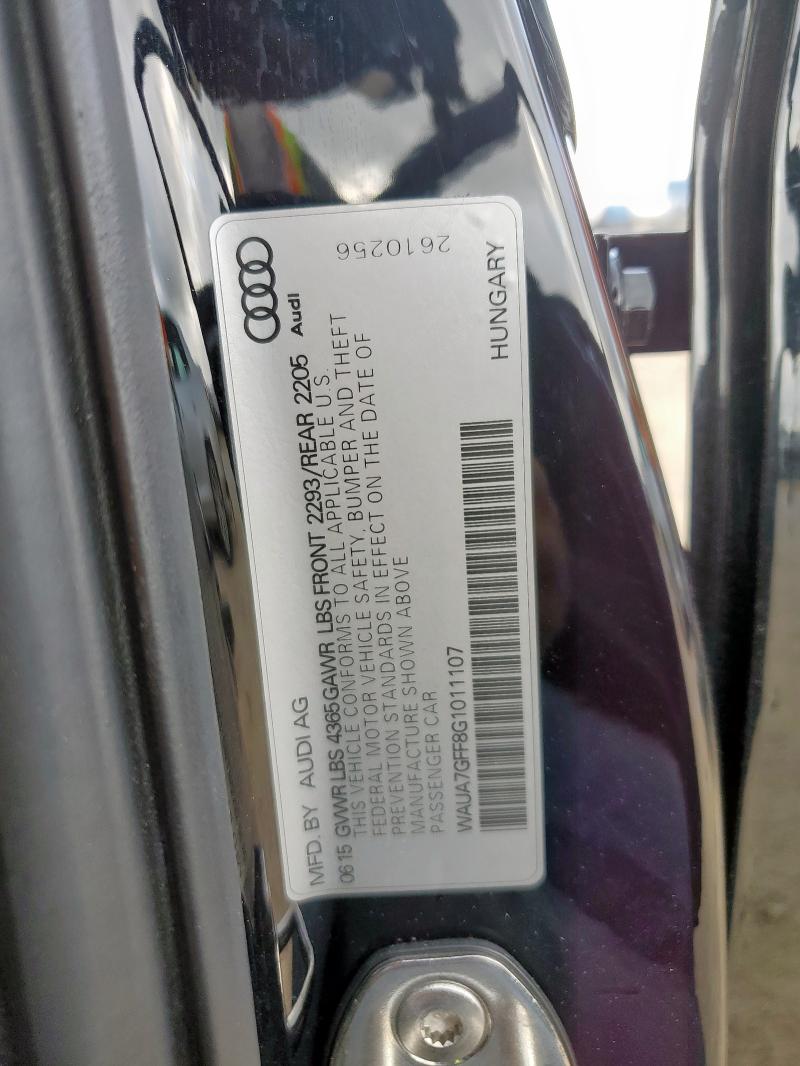 MFD. BY AUDI AG
06 15 GVWR LBS 4365 GAWR LBS FRONT 2293/REAR 2205
THIS VEHICLE CONFORMS TO ALL APPLICABLE U.S.
FEDERAL MOTOR VEHICLE SAFETY, BUMPER AND THEFT
PREVENTION STANDARDS IN EFFECT ON THE DATE OF
MANUFACTURE SHOWN ABOVE
PASSENGER CAR
WAUA7GFF8G1011107
HUNGARY
Audi
2610256